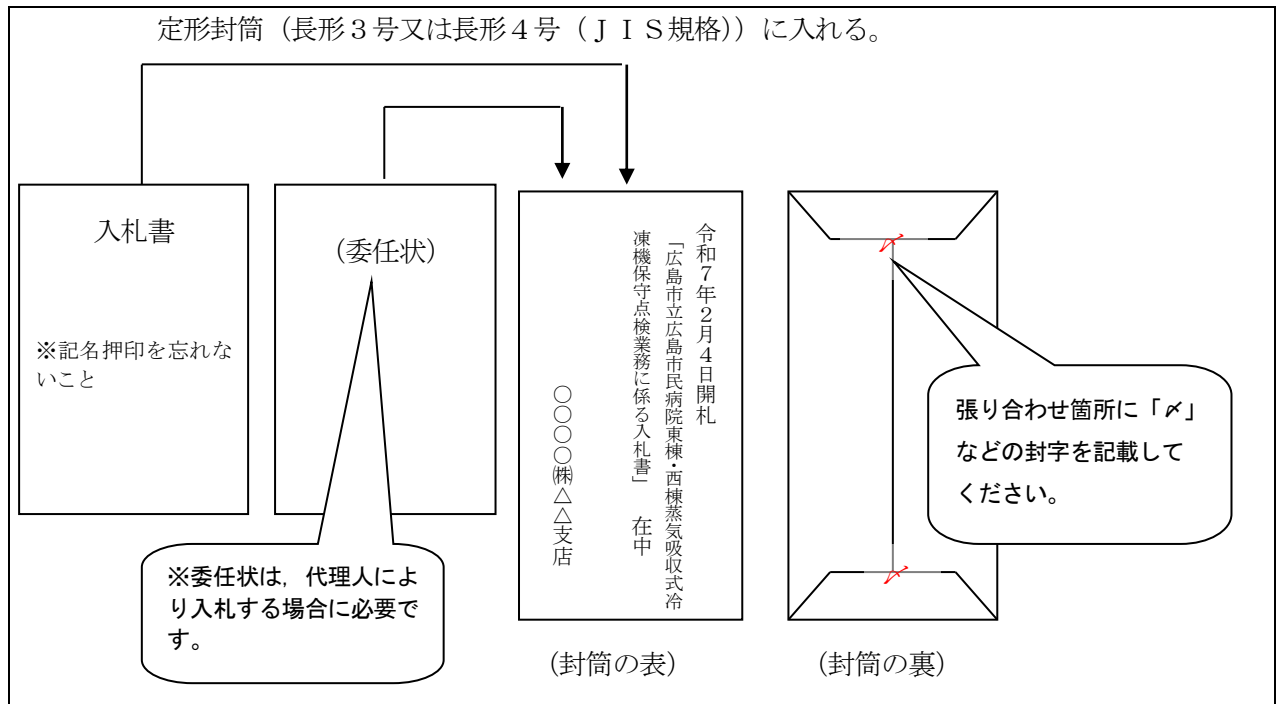 定形封筒（長形３号又は長形４号（ＪＩＳ規格））に入れる。
入札書
※記名押印を忘れな
いこと
（委任状）
※委任状は，代理人によ
り入札する場合に必要で
す。
令和７年２月４日開札
「広島市立広島市民病院東棟・西棟蒸気吸収式冷
凍機保守点検業務に係る入札書」　在中
〇〇〇〇㈱△△支店
（封筒の表）
〆
〆
張り合わせ箇所に「〆」
などの封字を記載して
ください。
（封筒の裏）